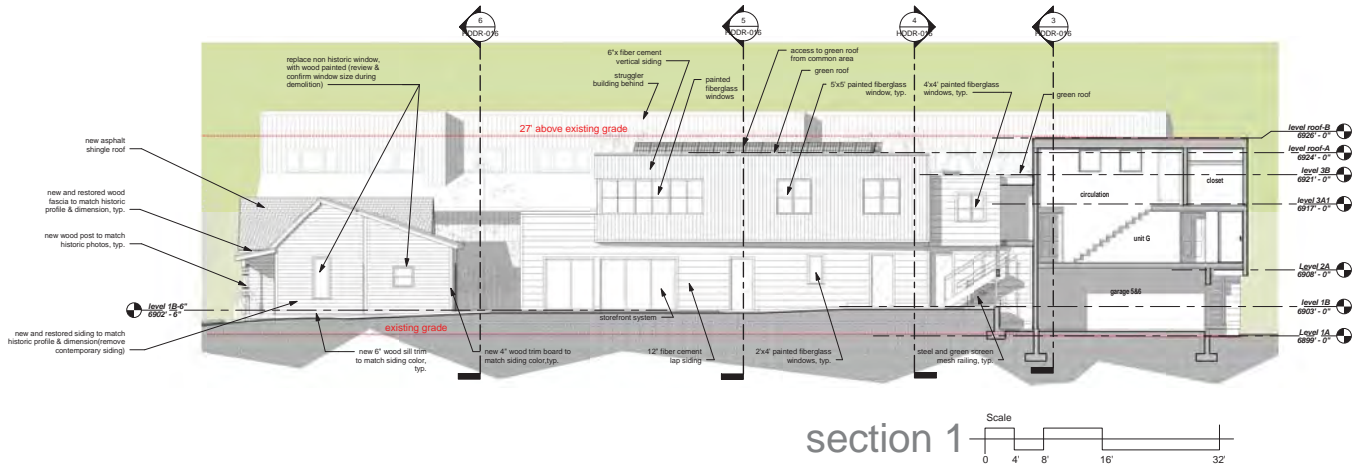 6
HDDR-016
5
HDDR-016
4
HDDR-016
3
HDDR-016
replace non historic window,
with wood painted (review &
confirm window size during
demolition)
6"x fiber cement
vertical siding
struggler
building behind
painted
fiberglass
windows
access to green roof
from common area
green roof
5'x5' painted fiberglass
window, typ.
4'x4' painted fiberglass
windows, typ.
green roof
27' above existing grade
new asphalt
shingle roof
new and restored wood
fascia to match historic
profile & dimension, typ.
new wood post to match
historic photos, typ.
level 1B-6"
6902' - 6"
new and restored siding to match
historic profile & dimension(remove
contemporary siding)
existing grade
new 6" wood sill trim
to match siding color,
typ.
new 4" wood trim board to
match siding color,typ.
storefront system
12" fiber cement
lap siding
2'x4' painted fiberglass
windows, typ.
steel and green screen
mesh railing, typ.
circulation
closet
unit G
garage 5&6
level roof-B
6926' - 0"
level roof-A
6924' - 0"
level 3B
6921' - 0"
level 3A1
6917' - 0"
Level 2A
6908' - 0"
level 1B
6903' - 0"
Level 1A
6899' - 0"
section 1
Scale
0 4' 8' 16' 32'